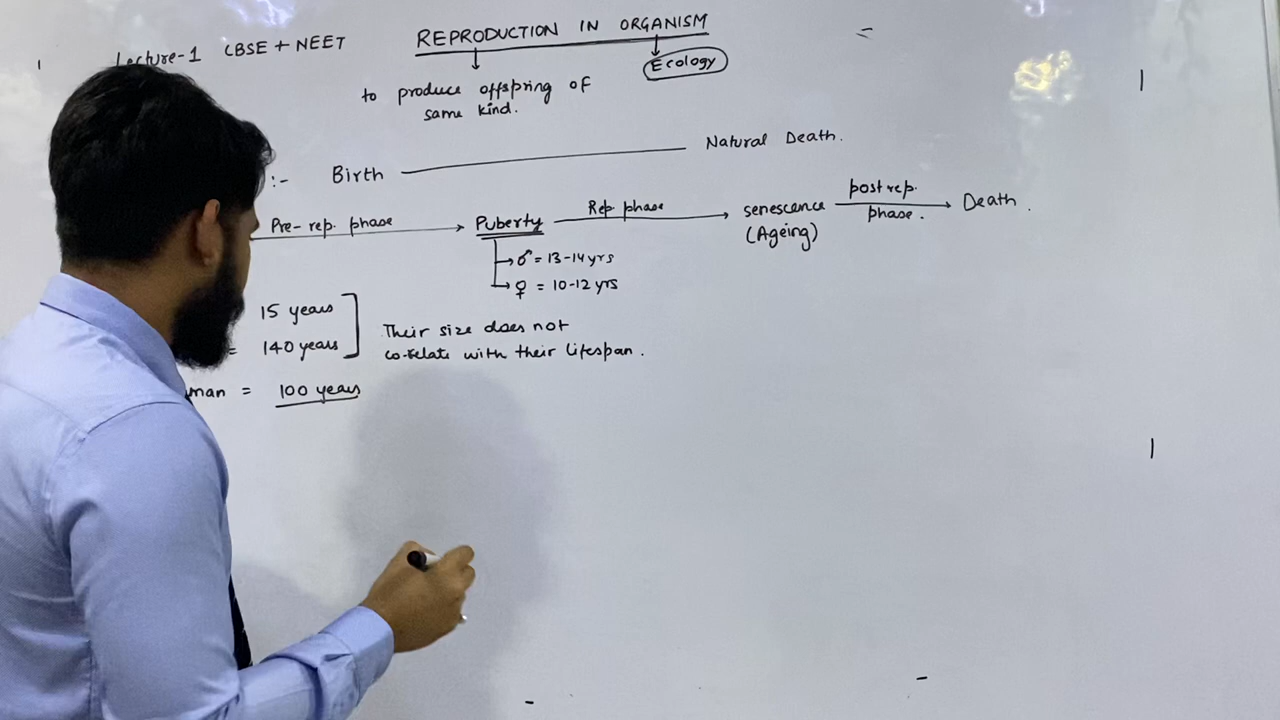 Lecture-1 CBSE + NEET
REPRODUCTION IN ORGANISM
Ecology
to produce offspring of
same kind.
:- Birth Natural Death.
Pre- rep. phase Puberty Rep phase senescence post rep. phase. Death.
(Ageing)
♂ = 13-14 yrs
♀ = 10-12 yrs
15 years
= 140 years
Their size does not
co-relate with their lifespan.
man = 100 years